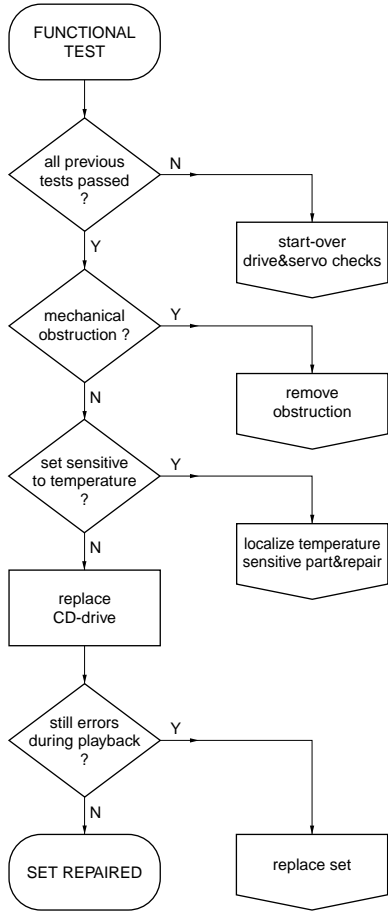 FUNCTIONAL
TEST
all previous
tests passed
?
N
start-over
drive&servo checks
Y
mechanical
obstruction ?
Y
remove
obstruction
N
set sensitive
to temperature
?
Y
localize temperature
sensitive part&repair
N
replace
CD-drive
still errors
during playback
?
Y
replace set
N
SET REPAIRED